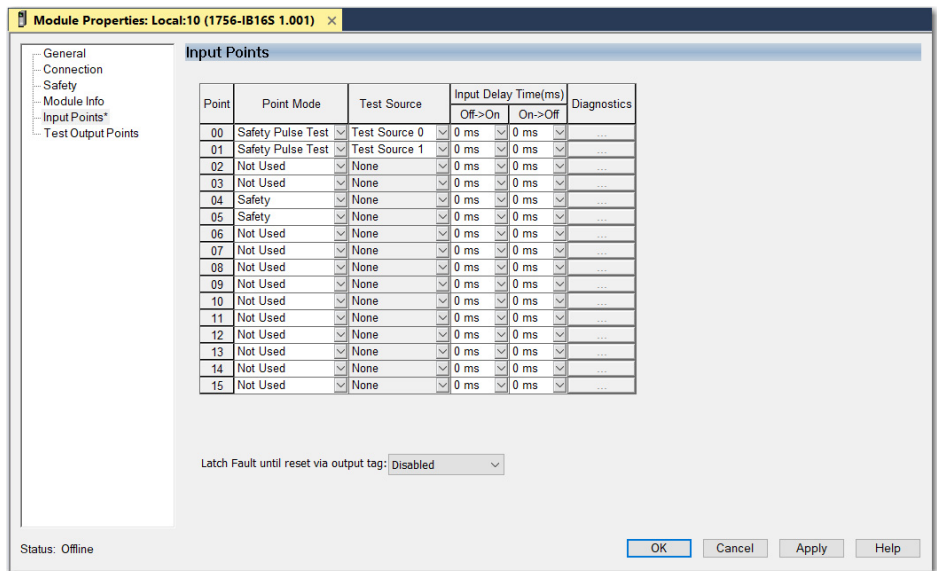 Module Properties: Local:10 (1756-IB16S 1.001) ×
General
Connection
Safety
Module Info
Input Points*
Test Output Points
Input Points
Point Point Mode Test Source Input Delay Time(ms) Diagnostics
Off->On On->Off
00 Safety Pulse Test Test Source 0 0 ms 0 ms ...
01 Safety Pulse Test Test Source 1 0 ms 0 ms ...
02 Not Used None 0 ms 0 ms ...
03 Not Used None 0 ms 0 ms ...
04 Safety None 0 ms 0 ms ...
05 Safety None 0 ms 0 ms ...
06 Not Used None 0 ms 0 ms ...
07 Not Used None 0 ms 0 ms ...
08 Not Used None 0 ms 0 ms ...
09 Not Used None 0 ms 0 ms ...
10 Not Used None 0 ms 0 ms ...
11 Not Used None 0 ms 0 ms ...
12 Not Used None 0 ms 0 ms ...
13 Not Used None 0 ms 0 ms ...
14 Not Used None 0 ms 0 ms ...
15 Not Used None 0 ms 0 ms ...
Latch Fault until reset via output tag: Disabled
Status: Offline
OK Cancel Apply Help